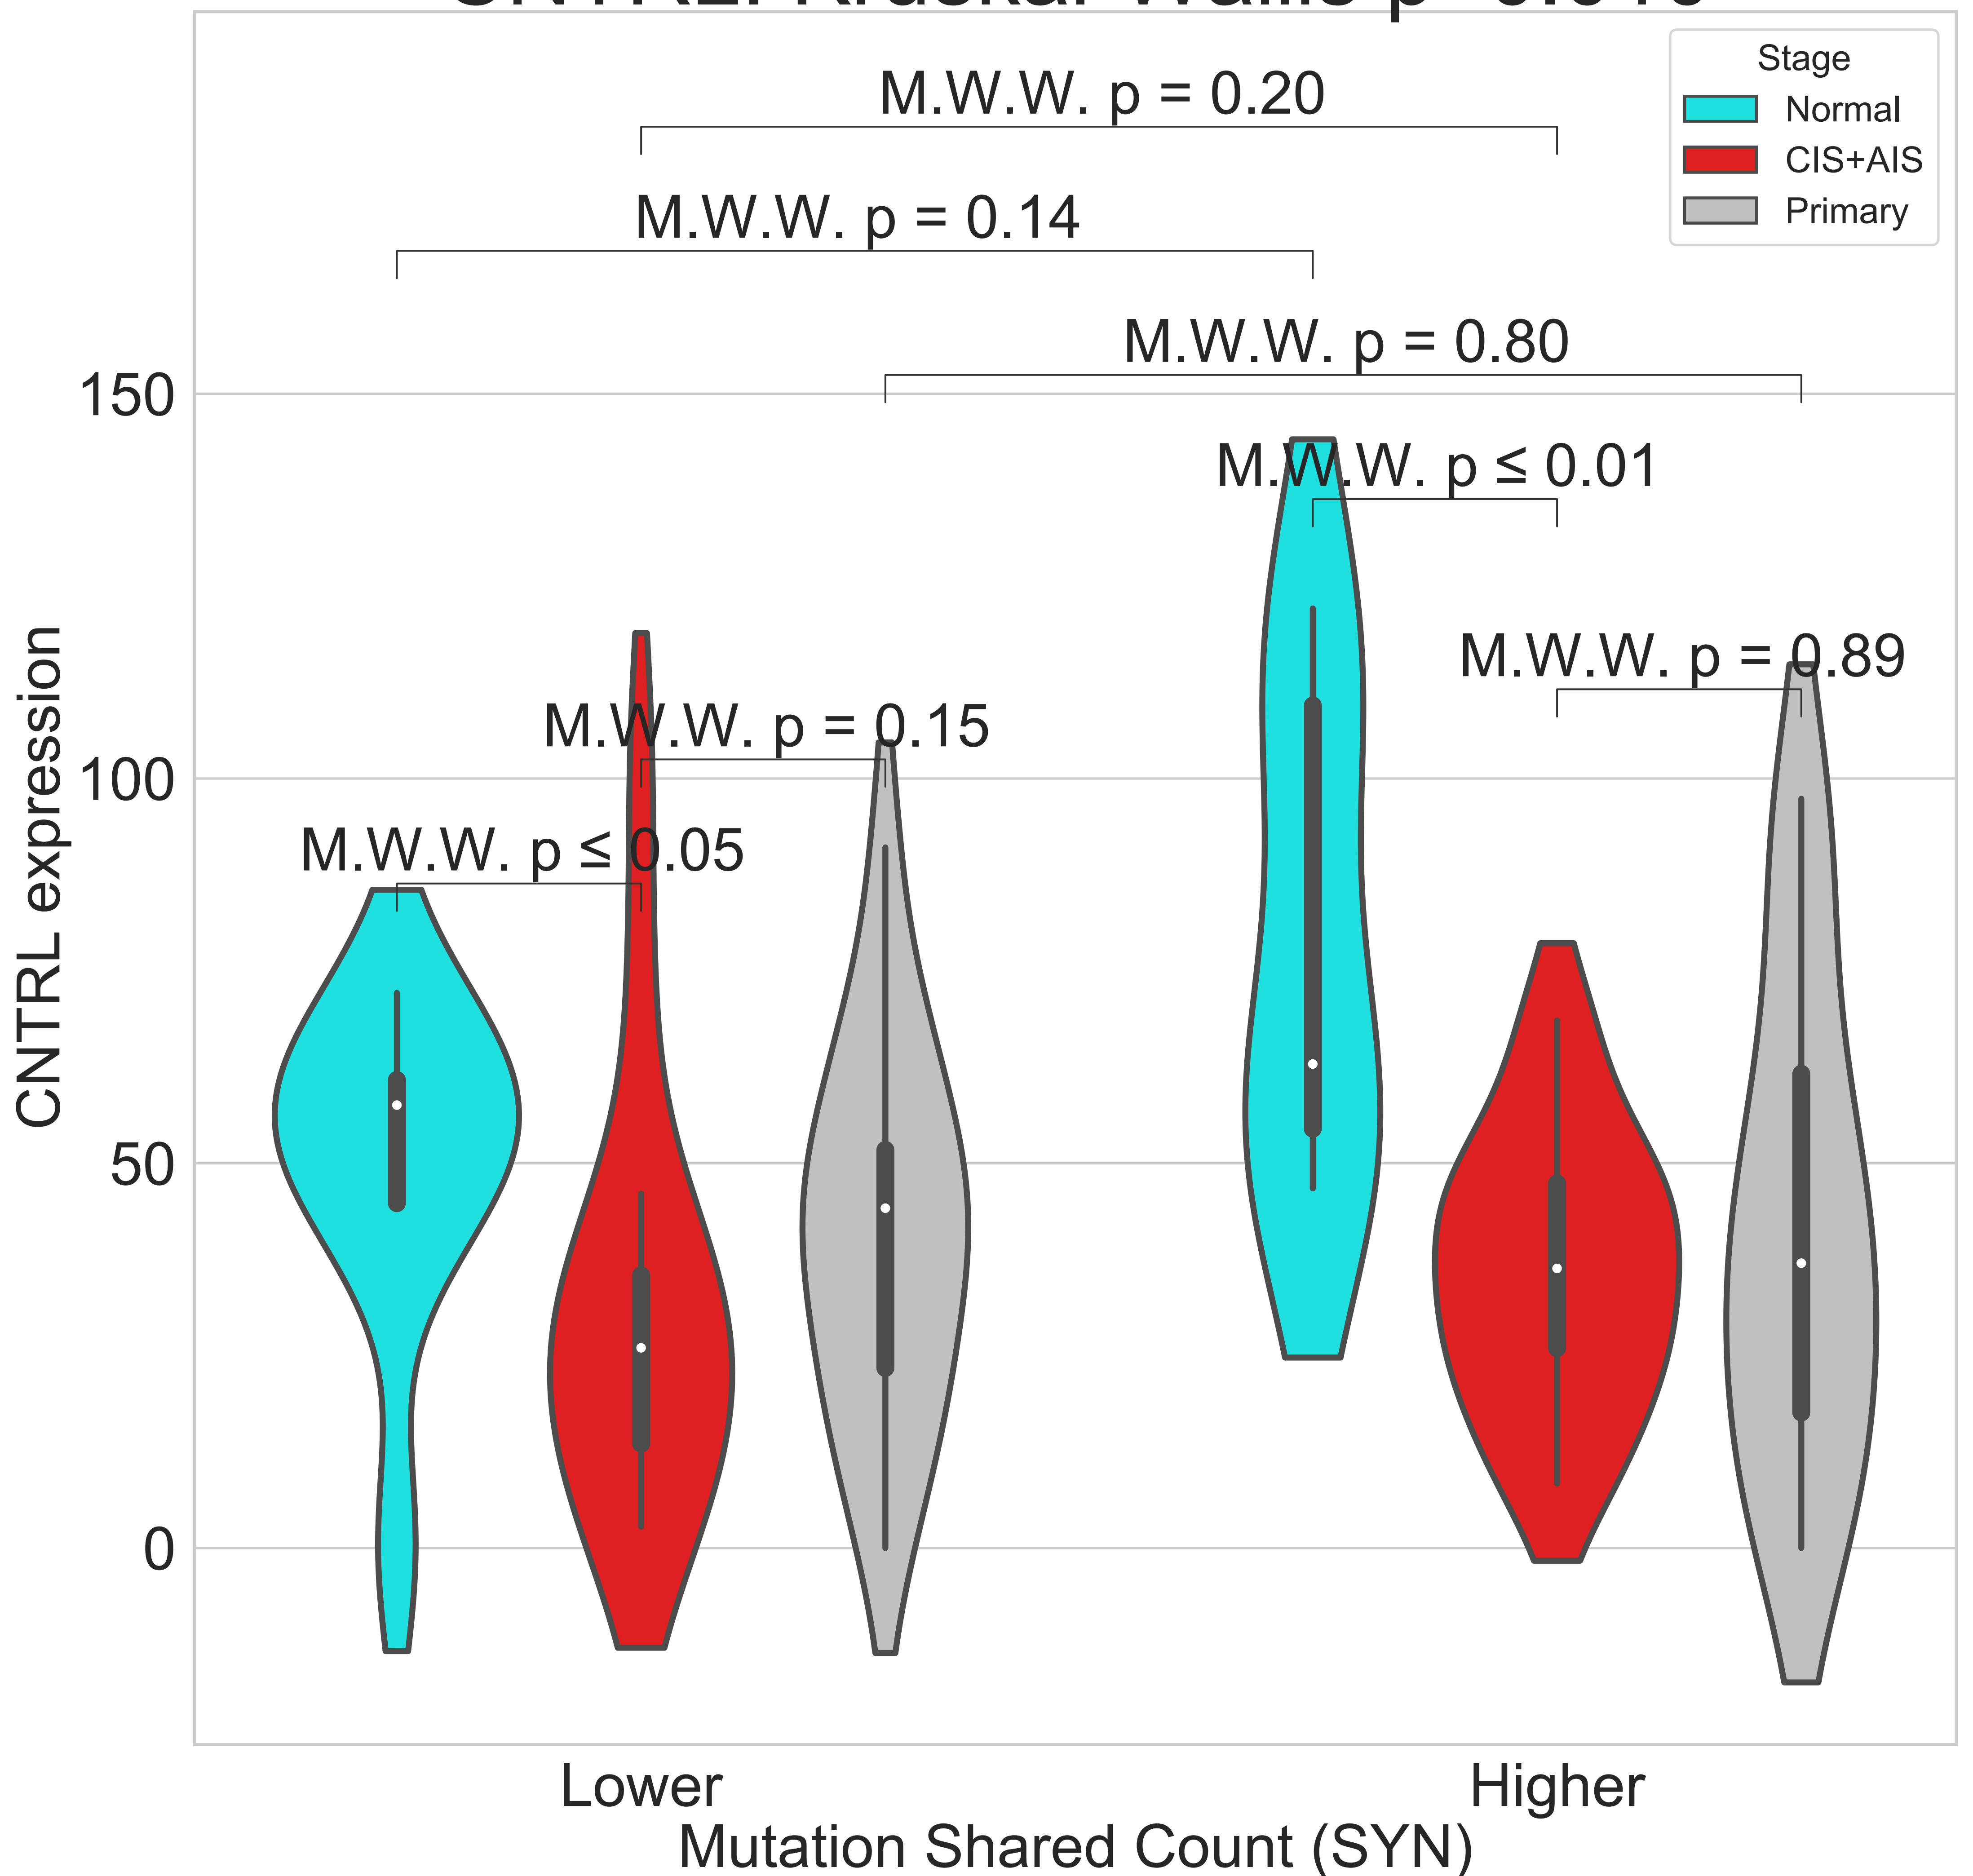 Stage
Normal
CIS+AIS
Primary
M.W.W. p = 0.20
M.W.W. p = 0.14
M.W.W. p = 0.80
M.W.W. p ≤ 0.01
M.W.W. p = 0.89
M.W.W. p = 0.15
M.W.W. p ≤ 0.05
150
100
50
0
CNTRL expression
Lower
Higher
Mutation Shared Count (SYN)